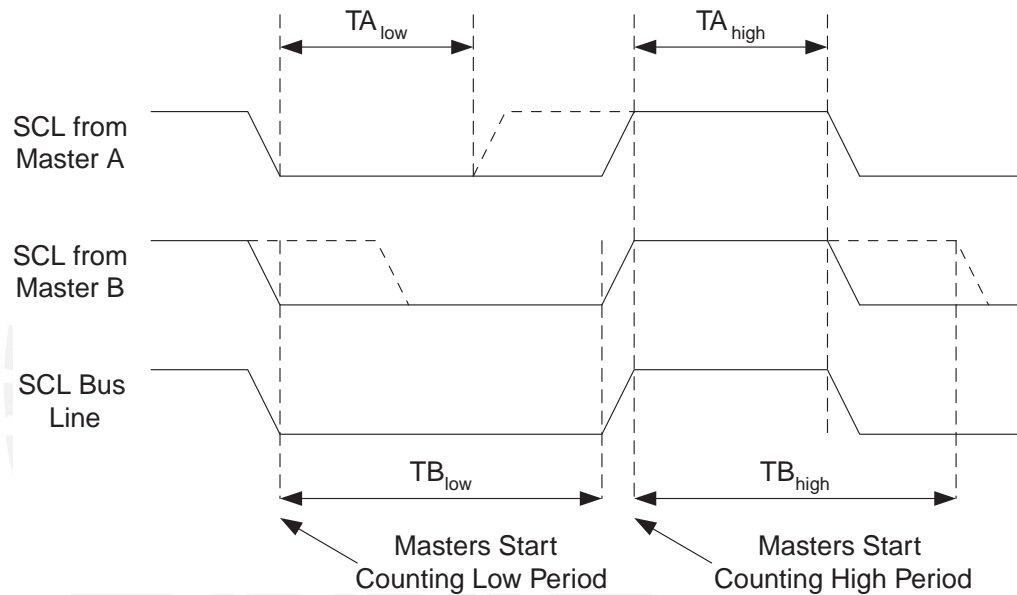 TA low
TA high
SCL from
Master A
SCL from
Master B
SCL Bus
Line
TB low
TB high
Masters Start
Counting Low Period
Masters Start
Counting High Period